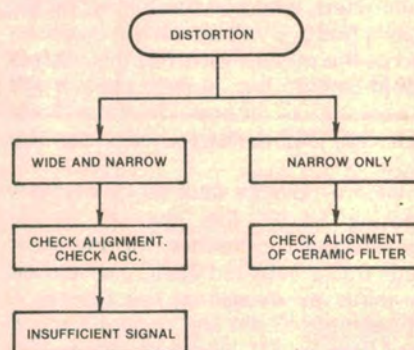 DISTORTION
WIDE AND NARROW
NARROW ONLY
CHECK ALIGNMENT.
CHECK AGC.
CHECK ALIGNMENT
OF CERAMIC FILTER
INSUFFICIENT SIGNAL